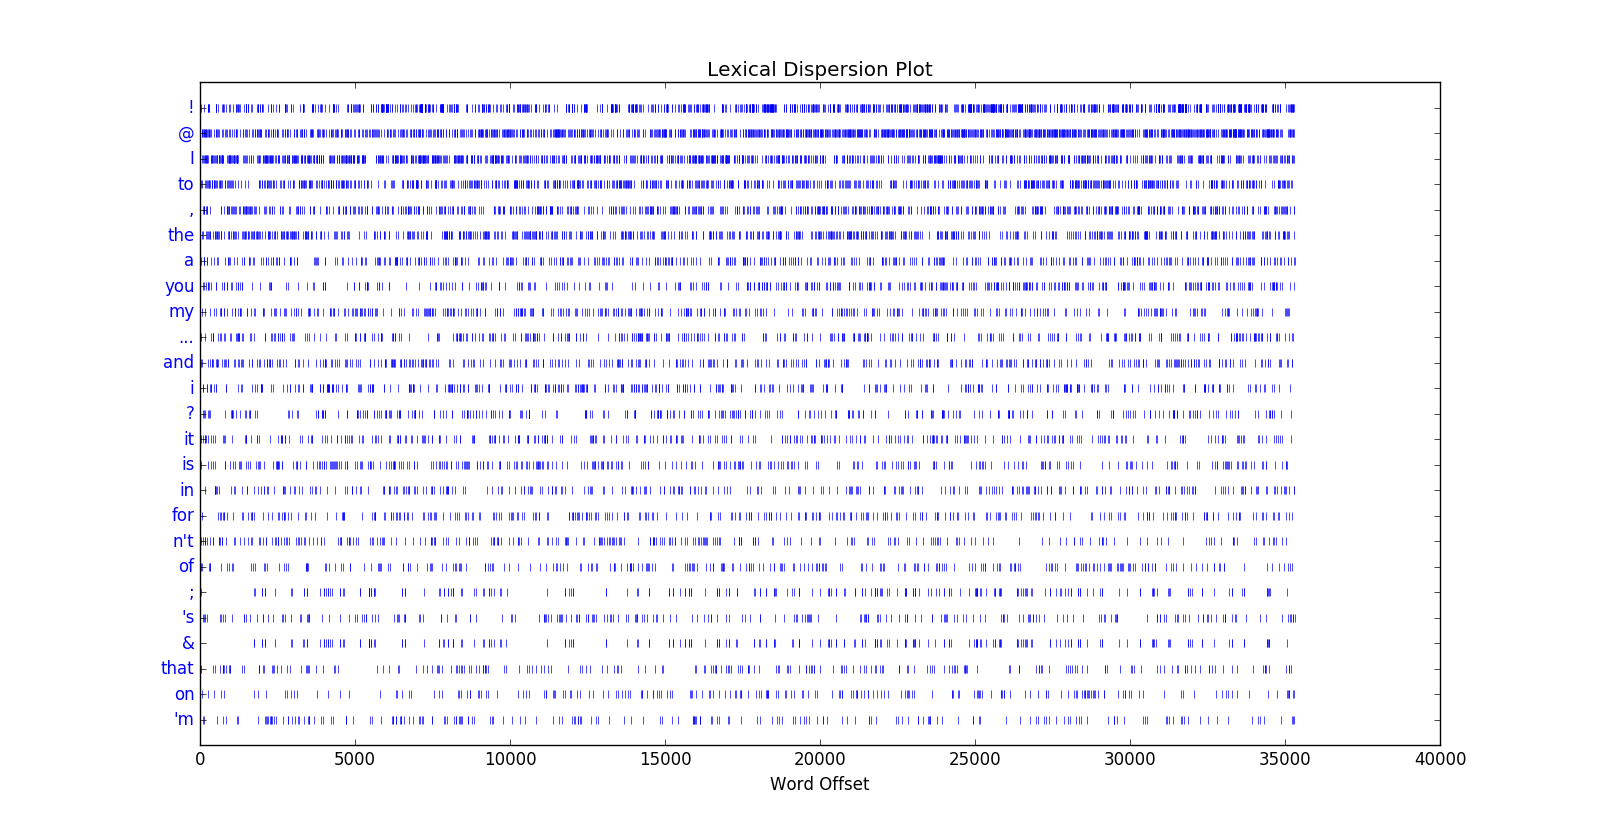 Lexical Dispersion Plot
!
@
I
to
,
the
a
you
my
...
and
i
?
it
is
in
for
n't
of
;
's
&
that
on
'm
0 5000 10000 15000 20000 25000 30000 35000 40000
Word Offset